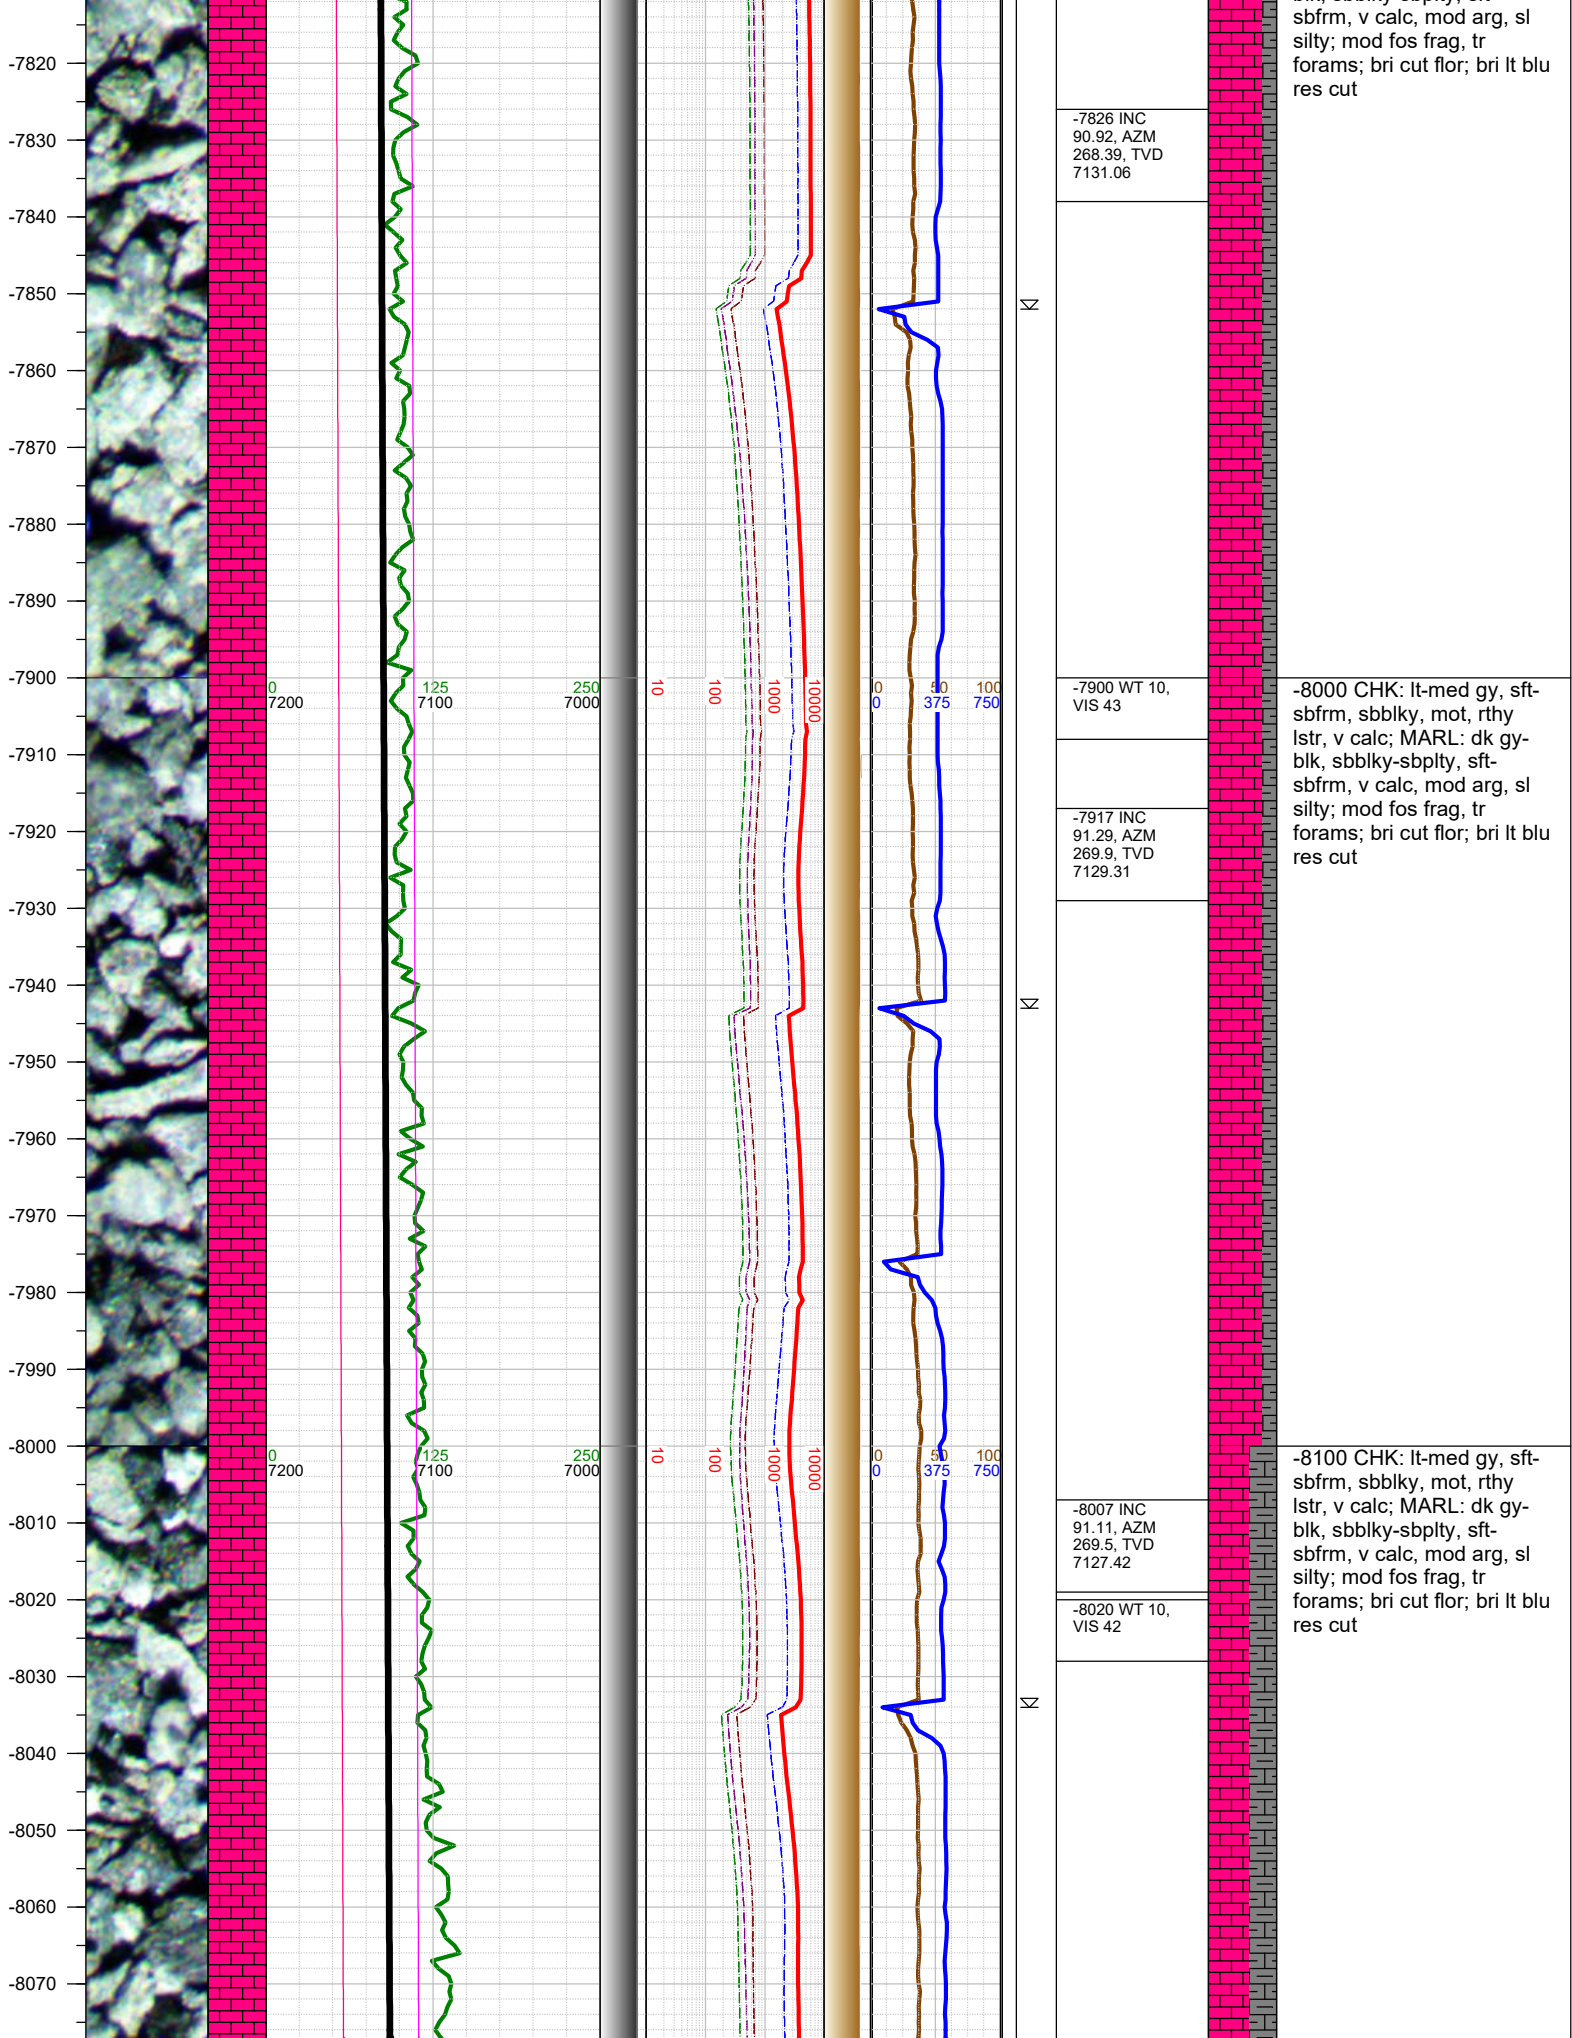 sbfrm, v calc, mod arg, sl
silty; mod fos frag, tr
forams; bri cut flor; bri lt blu
res cut
-7820
-7826 INC
90.92, AZM
268.39, TVD
7131.06
-7830
-7840
-7850
-7860
-7870
-7880
-7890
-7900
0 125 250
7200 7100 7000
10 100 1000 10000
0 50 100
0 375 750
-7900 WT 10,
VIS 43
-8000 CHK: lt-med gy, sft-
sbfrm, sbblky, mot, rthy
lstr, v calc; MARL: dk gy-
blk, sbblky-sbplty, sft-
sbfrm, v calc, mod arg, sl
silty; mod fos frag, tr
forams; bri cut flor; bri lt blu
res cut
-7910
-7917 INC
91.29, AZM
269.9, TVD
7129.31
-7920
-7930
-7940
-7950
-7960
-7970
-7980
-7990
-8000
0 125 250
7200 7100 7000
10 100 1000 10000
0 50 100
0 375 750
-8100 CHK: lt-med gy, sft-
sbfrm, sbblky, mot, rthy
lstr, v calc; MARL: dk gy-
blk, sbblky-sbplty, sft-
sbfrm, v calc, mod arg, sl
silty; mod fos frag, tr
forams; bri cut flor; bri lt blu
res cut
-8007 INC
91.11, AZM
269.5, TVD
7127.42
-8010
-8020
-8020 WT 10,
VIS 42
-8030
-8040
-8050
-8060
-8070